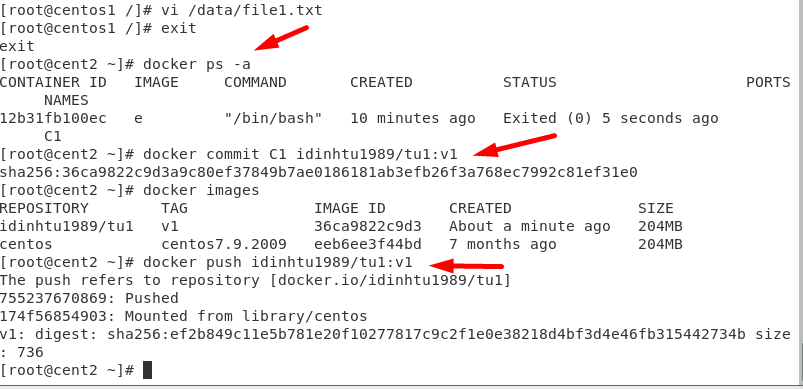 [root@centos1 /]# vi /data/file1.txt
[root@centos1 /]# exit
exit
[root@cent2 ~]# docker ps -a
CONTAINER ID   IMAGE     COMMAND       CREATED          STATUS                     PORTS
     NAMES
12b31fb100ec   e         "/bin/bash"   10 minutes ago   Exited (0) 5 seconds ago
     C1
[root@cent2 ~]# docker commit C1 idinhtu1989/tu1:v1
sha256:36ca9822c9d3a9c80ef37849b7ae0186181ab3efb26f3a768ec7992c81ef31e0
[root@cent2 ~]# docker images
REPOSITORY        TAG              IMAGE ID       CREATED              SIZE
idinhtu1989/tu1   v1               36ca9822c9d3   About a minute ago   204MB
centos            centos7.9.2009   eeb6ee3f44bd   7 months ago         204MB
[root@cent2 ~]# docker push idinhtu1989/tu1:v1
The push refers to repository [docker.io/idinhtu1989/tu1]
755237670869: Pushed
174f56854903: Mounted from library/centos
v1: digest: sha256:ef2b849c11e5b781e20f10277817c9c2f1e0e38218d4bf3d4e46fb315442734b size
: 736
[root@cent2 ~]#